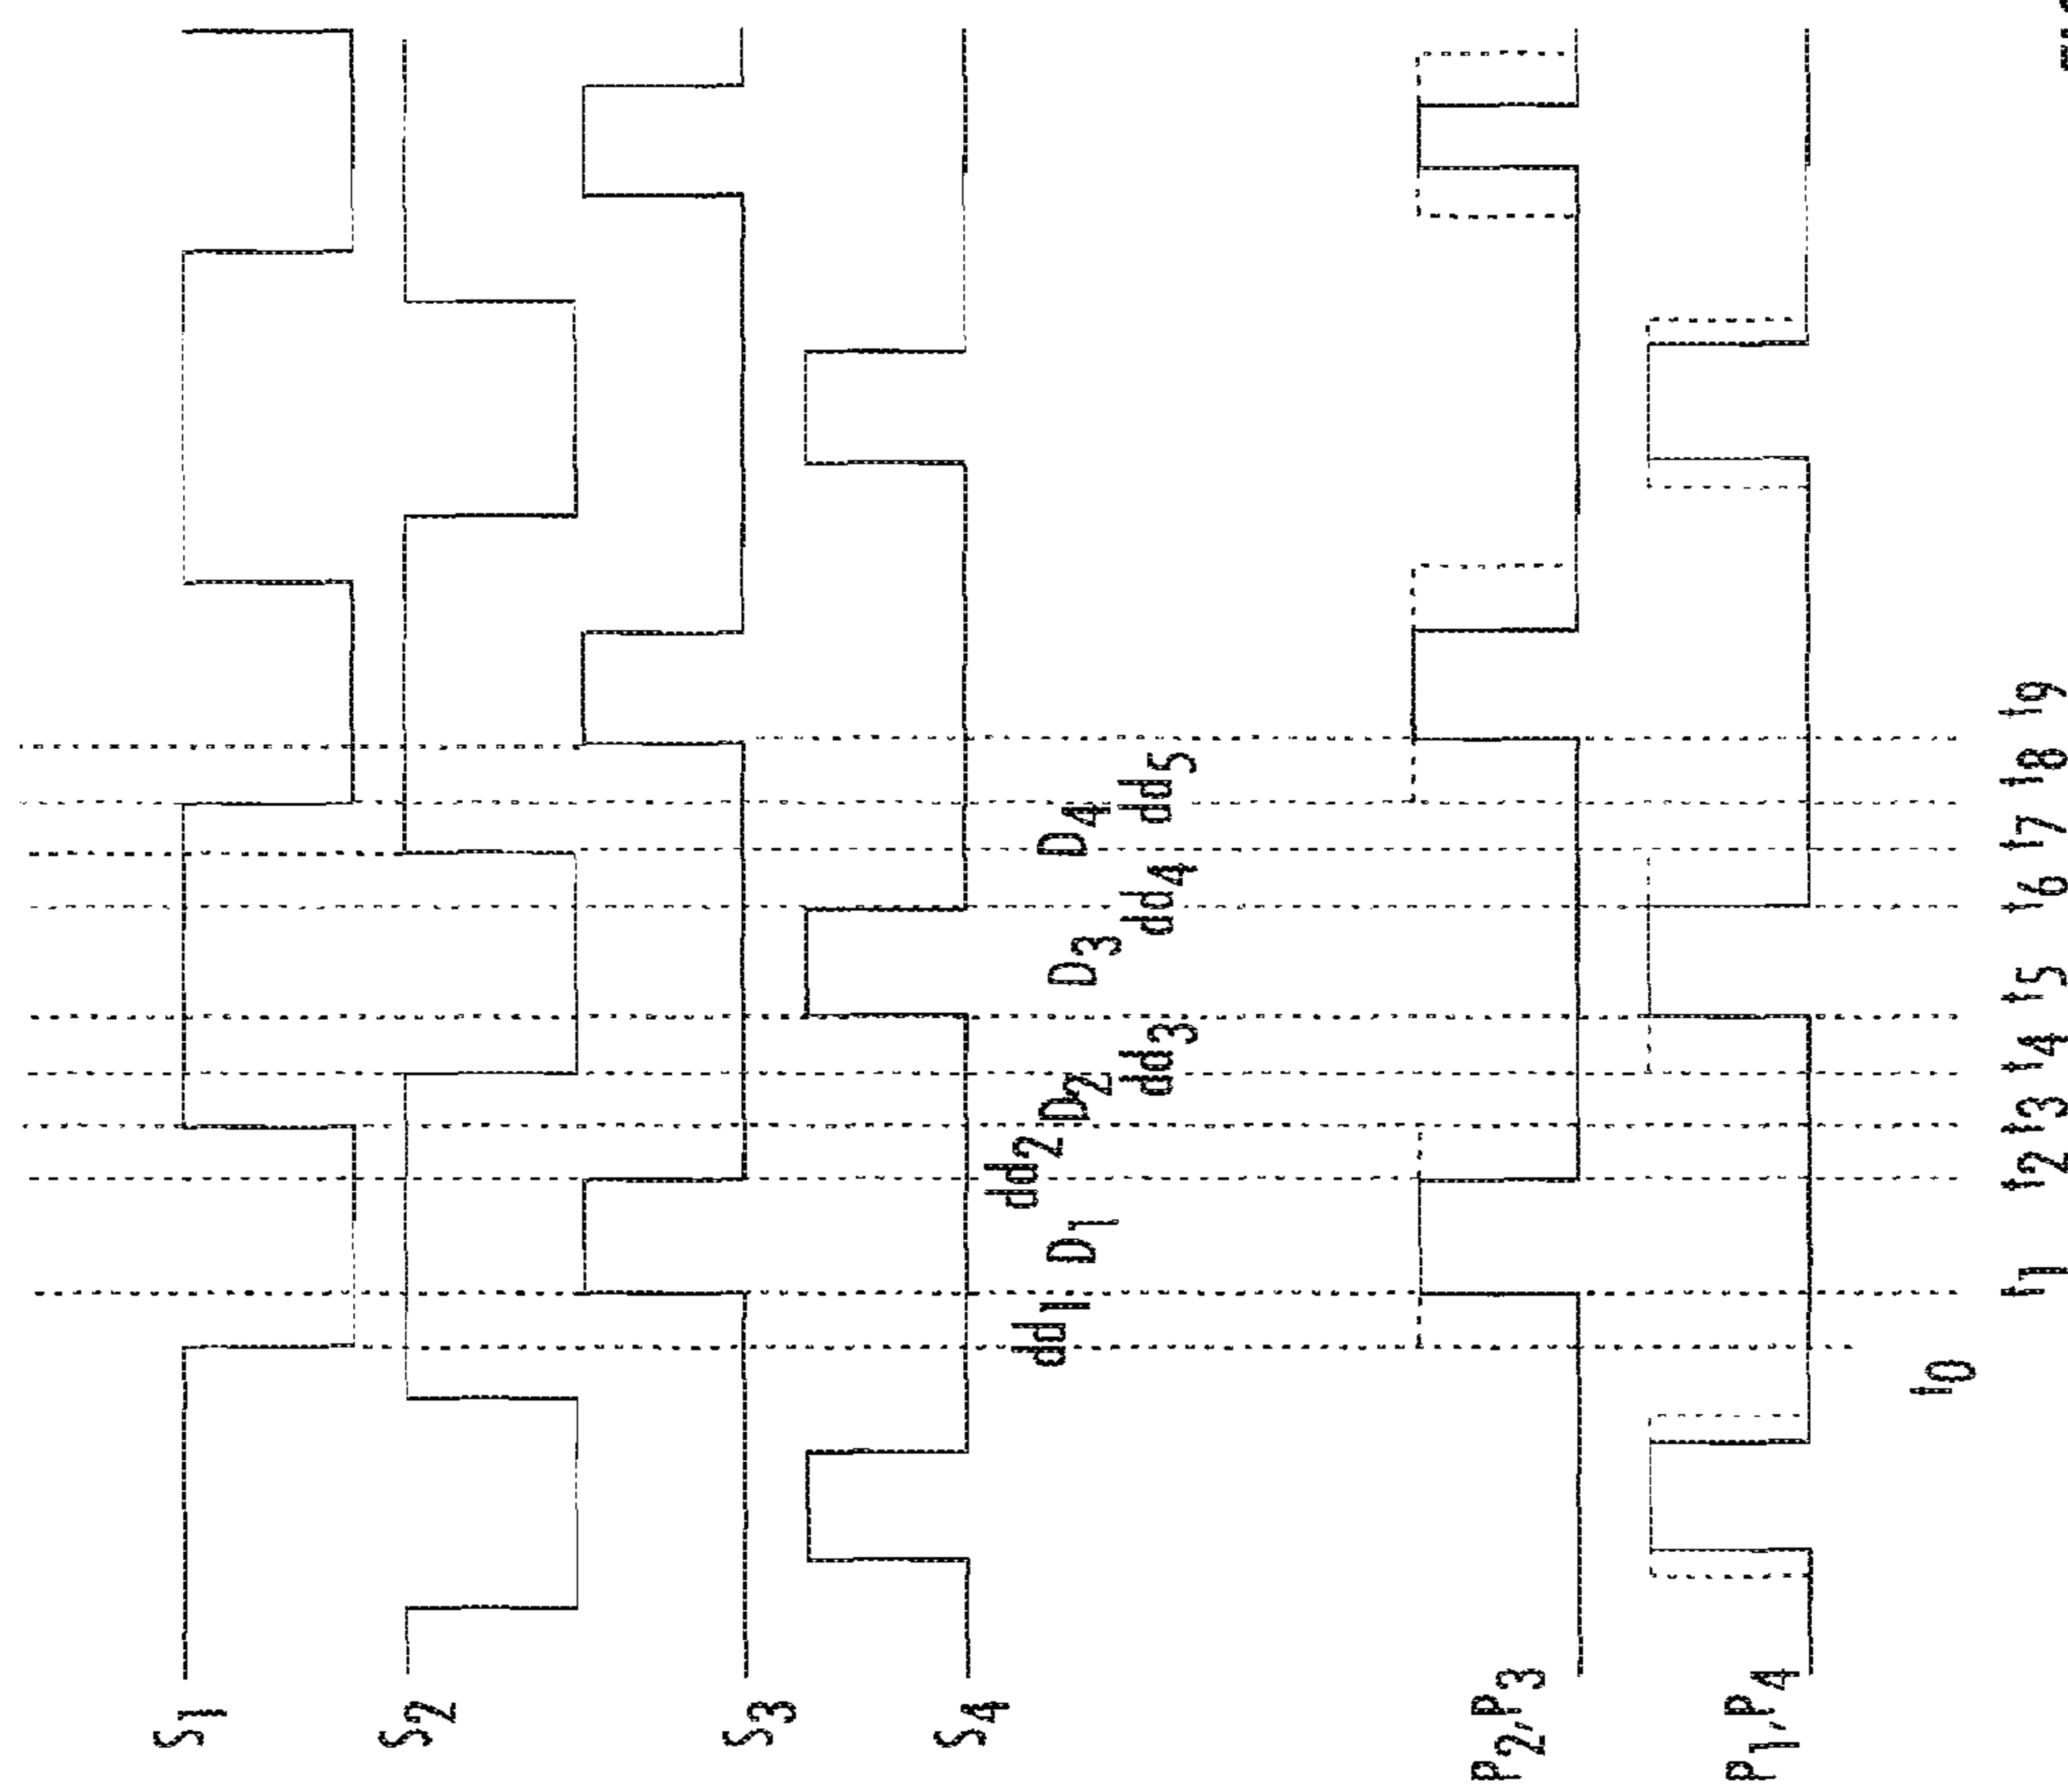 S1
S2
S3
S4
dd1 D1 dd2 D2 dd3 D3 dd4 D4 dd5
P2,P3
P1,P4
t0 t1 t2 t3 t4 t5 t6 t7 t8 t9